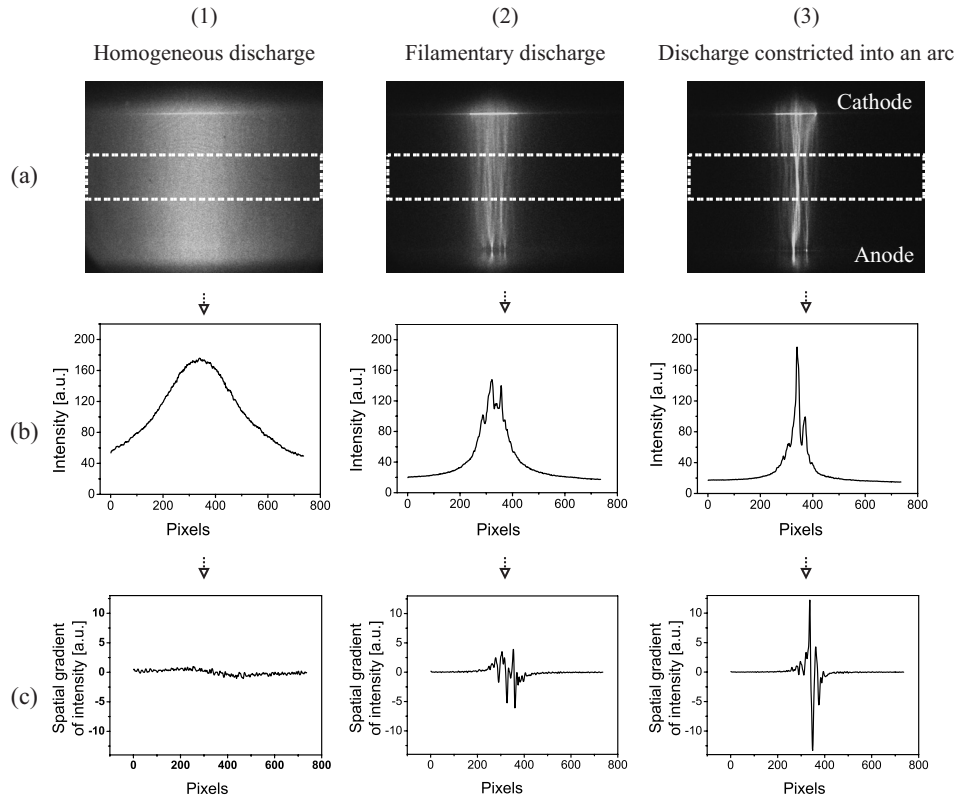 (1)
(2)
(3)
Homogeneous discharge
Filamentary discharge
Discharge constricted into an arc
(a)
Cathode
Anode
(b)
Intensity [a.u.]
200
160
120
80
40
0
0 200 400 600 800
Pixels
Intensity [a.u.]
200
160
120
80
40
0
0 200 400 600 800
Pixels
Intensity [a.u.]
200
160
120
80
40
0
0 200 400 600 800
Pixels
(c)
Spatial gradient
of intensity [a.u.]
10
5
0
-5
-10
0 200 400 600 800
Pixels
Spatial gradient
of intensity [a.u.]
10
5
0
-5
-10
0 200 400 600 800
Pixels
Spatial gradient
of intensity [a.u.]
10
5
0
-5
-10
0 200 400 600 800
Pixels